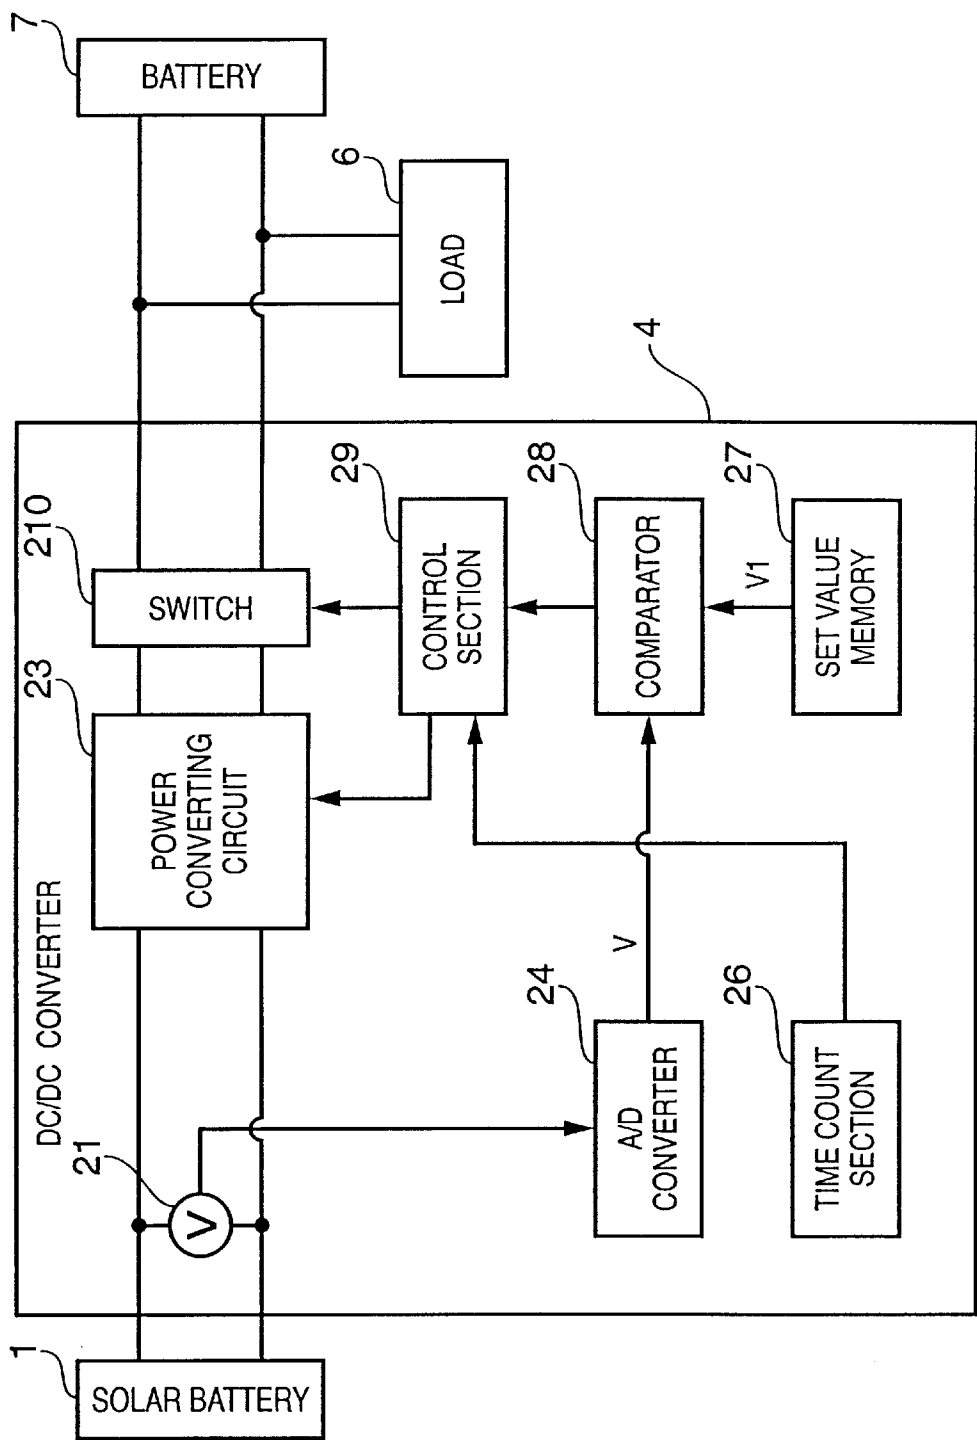 DC/DC CONVERTER
1
SOLAR BATTERY
21
V
23
POWER
CONVERTING
CIRCUIT
210
SWITCH
7
BATTERY
6
LOAD
4
29
CONTROL
SECTION
24
A/D
CONVERTER
V
28
COMPARATOR
V1
26
TIME COUNT
SECTION
27
SET VALUE
MEMORY